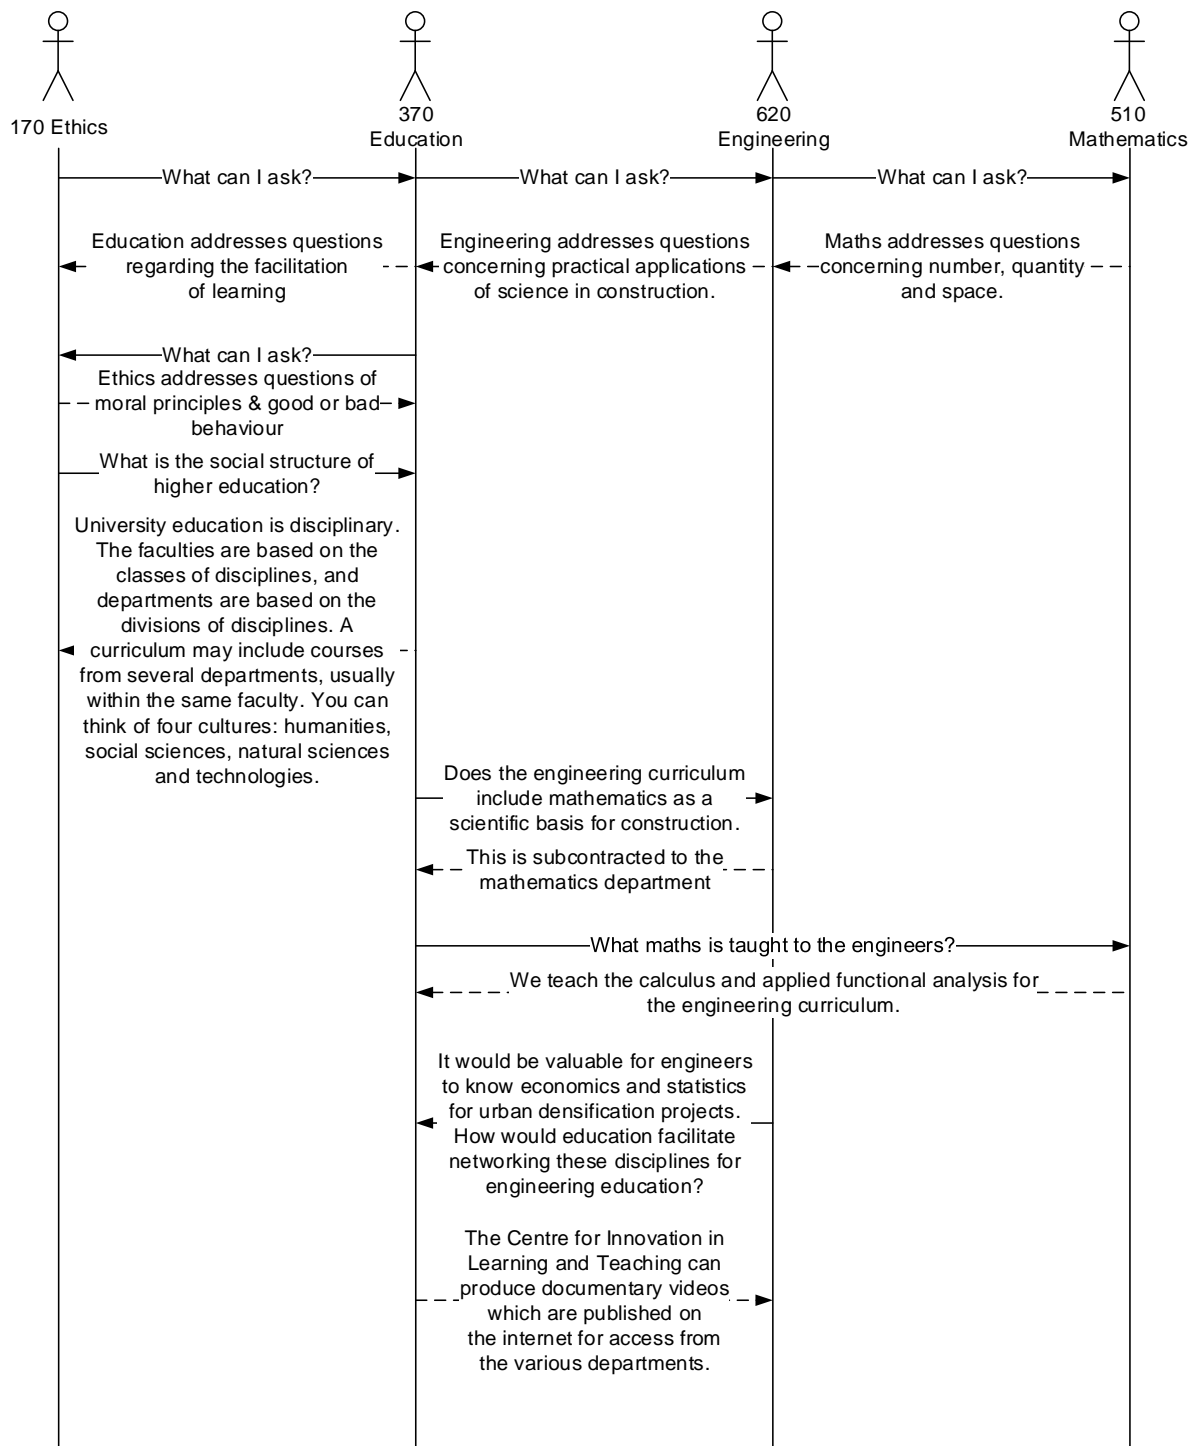 170 Ethics
370
Education
620
Engineering
510
Mathematics
What can I ask?
What can I ask?
What can I ask?
Education addresses questions
regarding the facilitation
of learning
Engineering addresses questions
concerning practical applications
of science in construction.
Maths addresses questions
concerning number, quantity
and space.
What can I ask?
Ethics addresses questions of
moral principles & good or bad
behaviour
What is the social structure of
higher education?
University education is disciplinary.
The faculties are based on the
classes of disciplines, and
departments are based on the
divisions of disciplines. A
curriculum may include courses
from several departments, usually
within the same faculty. You can
think of four cultures: humanities,
social sciences, natural sciences
and technologies.
Does the engineering curriculum
include mathematics as a
scientific basis for construction.
This is subcontracted to the
mathematics department
What maths is taught to the engineers?
We teach the calculus and applied functional analysis for
the engineering curriculum.
It would be valuable for engineers
to know economics and statistics
for urban densification projects.
How would education facilitate
networking these disciplines for
engineering education?
The Centre for Innovation in
Learning and Teaching can
produce documentary videos
which are published on
the internet for access from
the various departments.